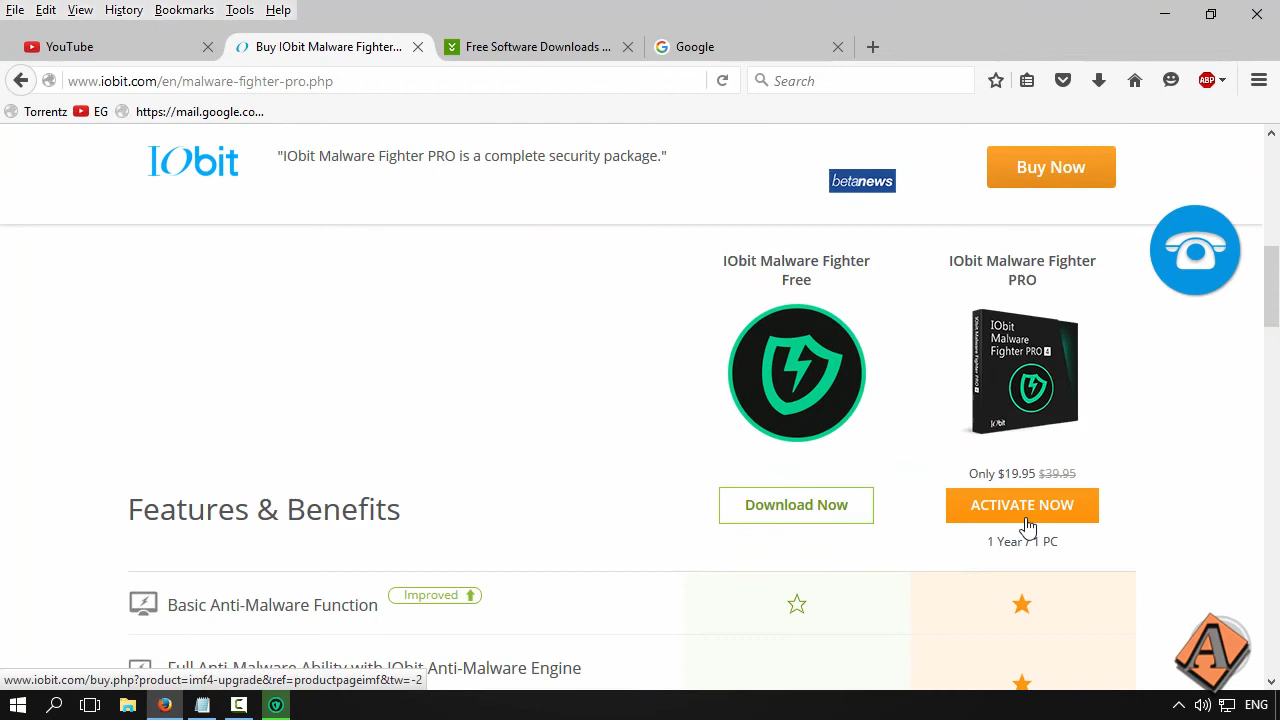 File Edit View History Bookmarks Tools Help
YouTube
Buy IObit Malware Fighter...
Free Software Downloads ...
Google
www.iobit.com/en/malware-fighter-pro.php
Search
ABP
Torrentz
EG
https://mail.google.co...
IObit
"IObit Malware Fighter PRO is a complete security package."
betanews
Buy Now
IObit Malware Fighter
Free
IObit Malware Fighter
PRO
IObit
Malware
Fighter PRO 4
IObit
Only $19.95 $39.95
Features & Benefits
Download Now
ACTIVATE NOW
1 Year / 1 PC
Basic Anti-Malware Function
Improved
Full Anti-Malware Ability with IObit Anti-Malware Engine
www.iobit.com/buy.php?product=imf4-upgrade&ref=productpageimf&tw=-2
A
ENG